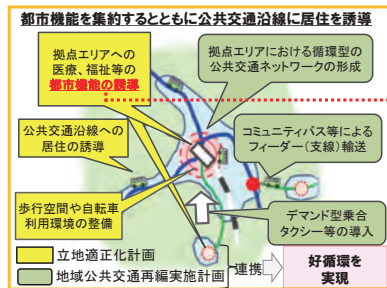 都市機能を集約するとともに公共交通沿線に居住を誘導
拠点エリアへの
医療、福祉等の
都市機能の誘導
拠点エリアにおける循環型の
公共交通ネットワークの形成
公共交通沿線への
居住の誘導
コミュニティバス等による
フィーダー(支線)輸送
歩行空間や自転車
利用環境の整備
デマンド型乗合
タクシー等の導入
立地適正化計画
地域公共交通再編実施計画
連携
好循環を
実現